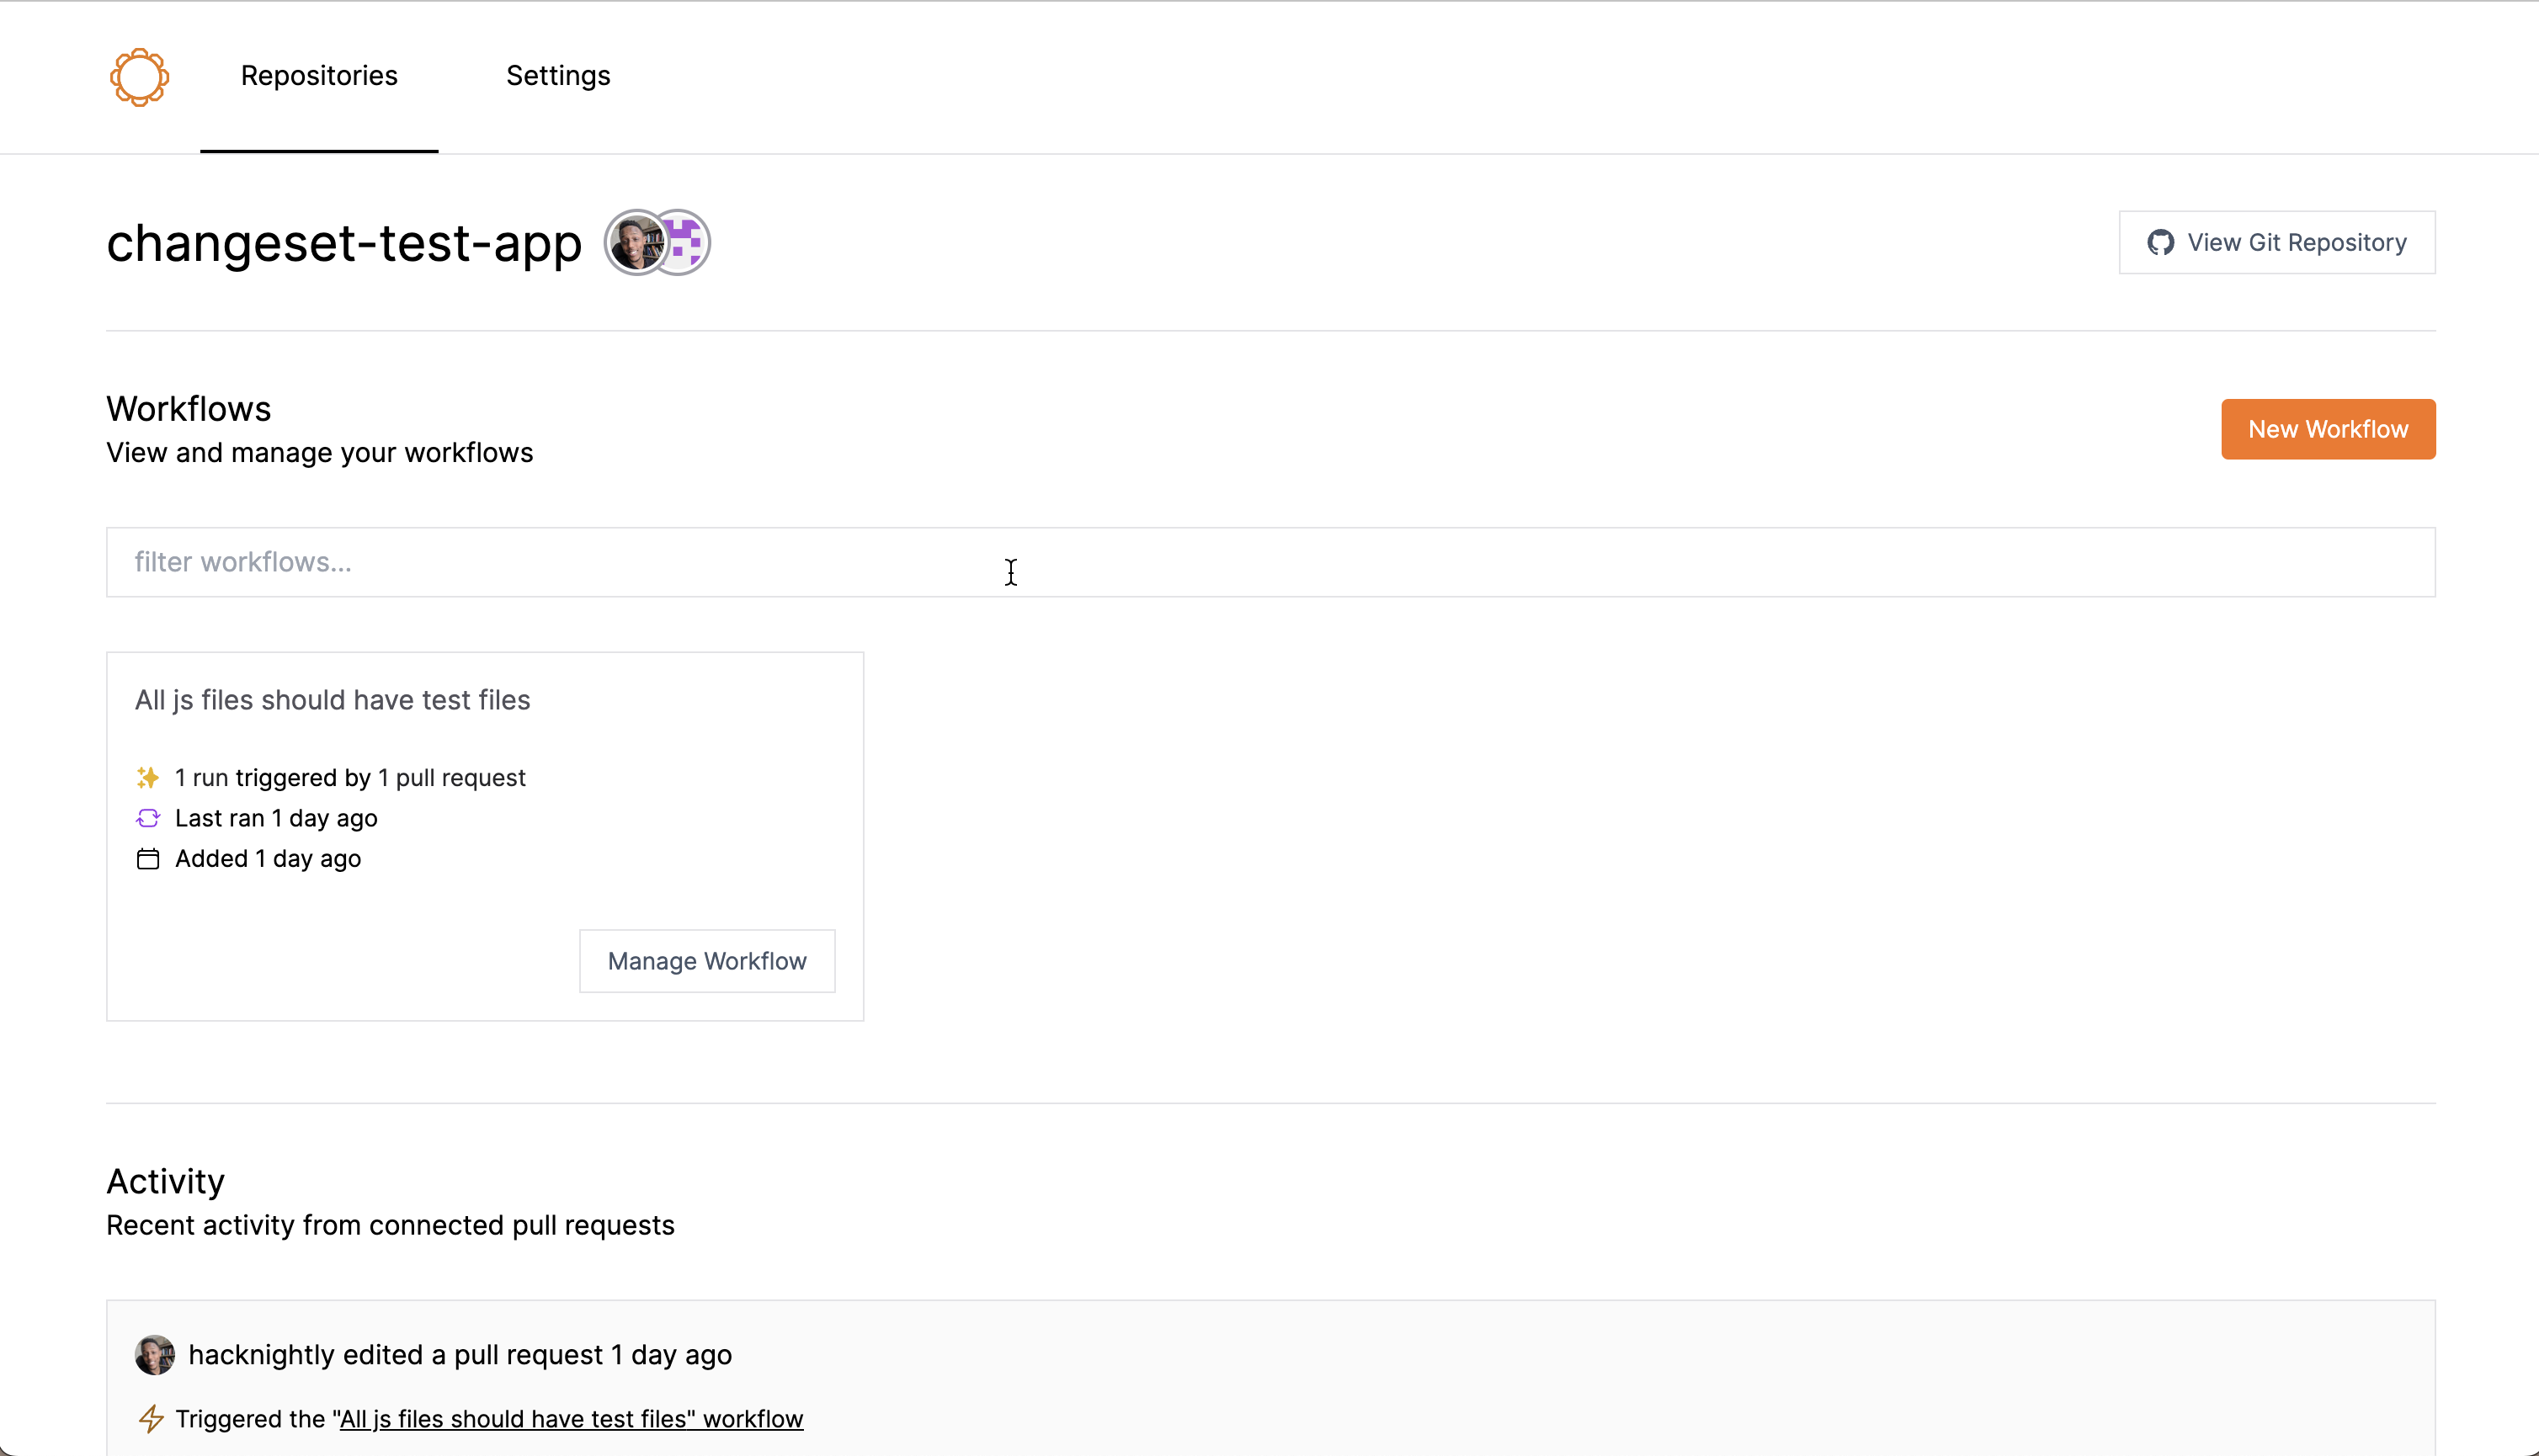 Repositories
Settings
changeset-test-app
View Git Repository
Workflows
View and manage your workflows
New Workflow
filter workflows...
All js files should have test files
1 run triggered by 1 pull request
Last ran 1 day ago
Added 1 day ago
Manage Workflow
Activity
Recent activity from connected pull requests
hacknightly edited a pull request 1 day ago
Triggered the "All js files should have test files" workflow